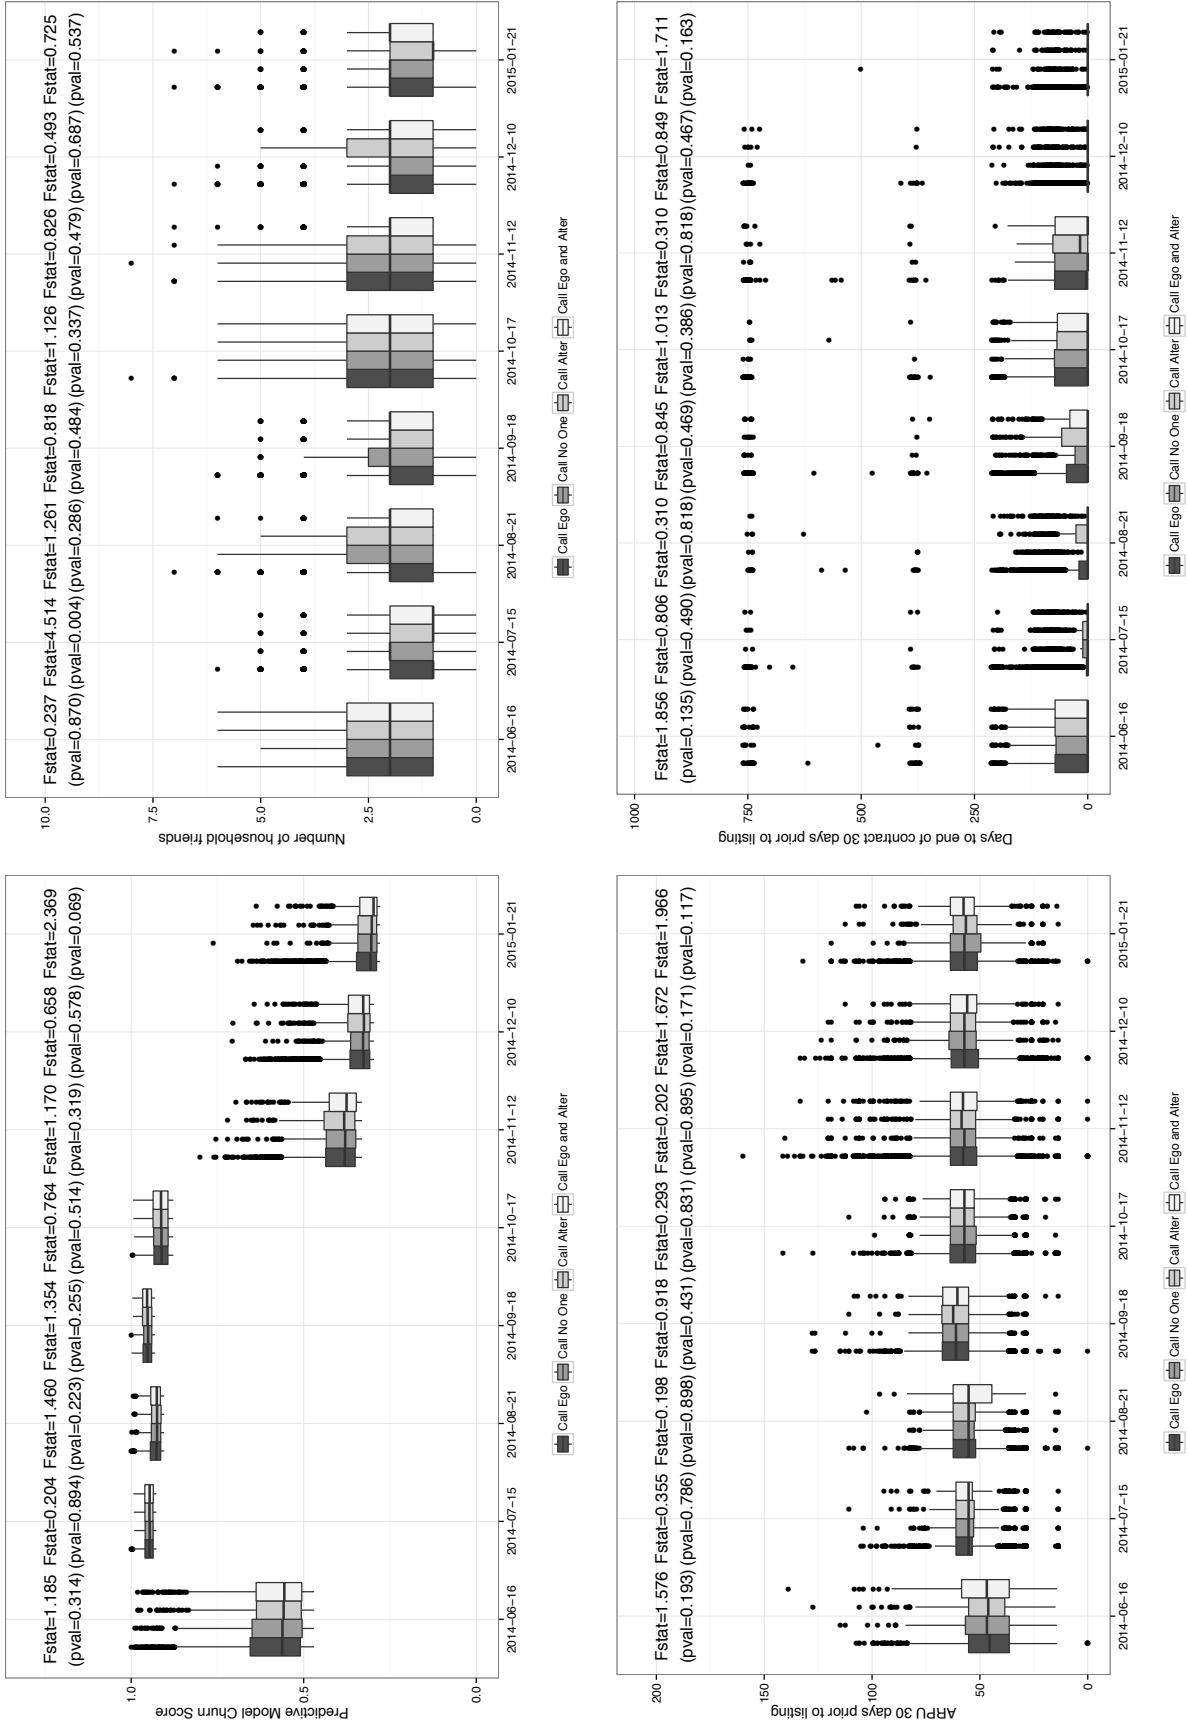 Predictive Model Churn Score
1.0
0.5
0.0
Fstat=1.185 Fstat=0.204 Fstat=1.460 Fstat=1.354 Fstat=0.764 Fstat=1.170 Fstat=0.658 Fstat=2.369
(pval=0.314) (pval=0.894) (pval=0.223) (pval=0.255) (pval=0.514) (pval=0.319) (pval=0.578) (pval=0.069)
2014−06−16 2014−07−15 2014−08−21 2014−09−18 2014−10−17 2014−11−12 2014−12−10 2015−01−21
Call Ego Call No One Call Alter Call Ego and Alter
Number of household friends
10.0
7.5
5.0
2.5
0.0
Fstat=0.237 Fstat=4.514 Fstat=1.261 Fstat=0.818 Fstat=1.126 Fstat=0.826 Fstat=0.493 Fstat=0.725
(pval=0.870) (pval=0.004) (pval=0.286) (pval=0.484) (pval=0.337) (pval=0.479) (pval=0.687) (pval=0.537)
2014−06−16 2014−07−15 2014−08−21 2014−09−18 2014−10−17 2014−11−12 2014−12−10 2015−01−21
Call Ego Call No One Call Alter Call Ego and Alter
ARPU 30 days prior to listing
200
150
100
50
0
Fstat=1.576 Fstat=0.355 Fstat=0.198 Fstat=0.918 Fstat=0.293 Fstat=0.202 Fstat=1.672 Fstat=1.966
(pval=0.193) (pval=0.786) (pval=0.898) (pval=0.431) (pval=0.831) (pval=0.895) (pval=0.171) (pval=0.117)
2014−06−16 2014−07−15 2014−08−21 2014−09−18 2014−10−17 2014−11−12 2014−12−10 2015−01−21
Call Ego Call No One Call Alter Call Ego and Alter
Days to end of contract 30 days prior to listing
1000
750
500
250
0
Fstat=1.856 Fstat=0.806 Fstat=0.310 Fstat=0.845 Fstat=1.013 Fstat=0.310 Fstat=0.849 Fstat=1.711
(pval=0.135) (pval=0.490) (pval=0.818) (pval=0.469) (pval=0.386) (pval=0.818) (pval=0.467) (pval=0.163)
2014−06−16 2014−07−15 2014−08−21 2014−09−18 2014−10−17 2014−11−12 2014−12−10 2015−01−21
Call Ego Call No One Call Alter Call Ego and Alter